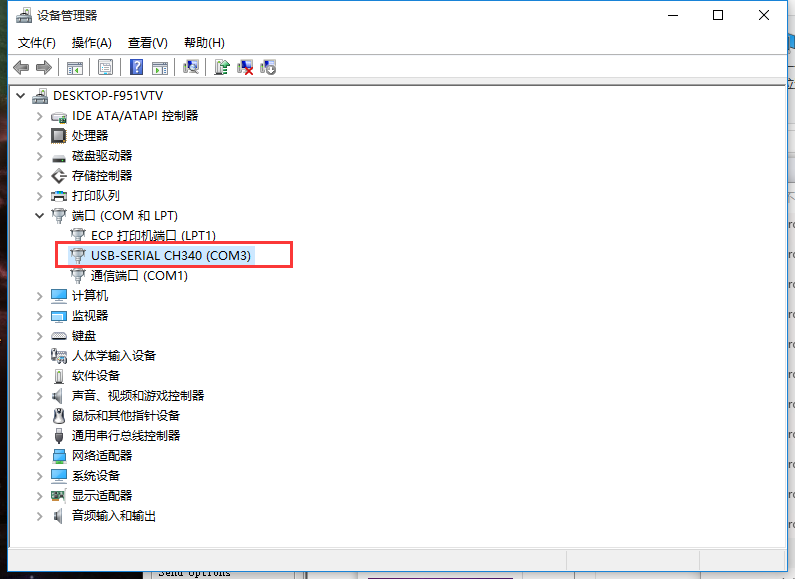 设备管理器
文件(F) 操作(A) 查看(V) 帮助(H)
DESKTOP-F951VTV
IDE ATA/ATAPI 控制器
处理器
磁盘驱动器
存储控制器
打印队列
端口 (COM 和 LPT)
ECP 打印机端口 (LPT1)
USB-SERIAL CH340 (COM3)
通信端口 (COM1)
计算机
监视器
键盘
人体学输入设备
软件设备
声音、视频和游戏控制器
鼠标和其他指针设备
通用串行总线控制器
网络适配器
系统设备
显示适配器
音频输入和输出
Send Options